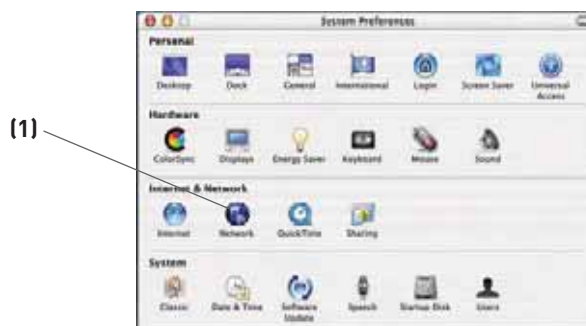 System Preferences
Personal
Desktop Dock General International Login Screen Saver Universal Access
Hardware
(1)
ColorSync Displays Energy Saver Keyboard Mouse Sound
Internet & Network
Internet Network QuickTime Sharing
System
Classic Date & Time Software Update Speech Startup Disk Users